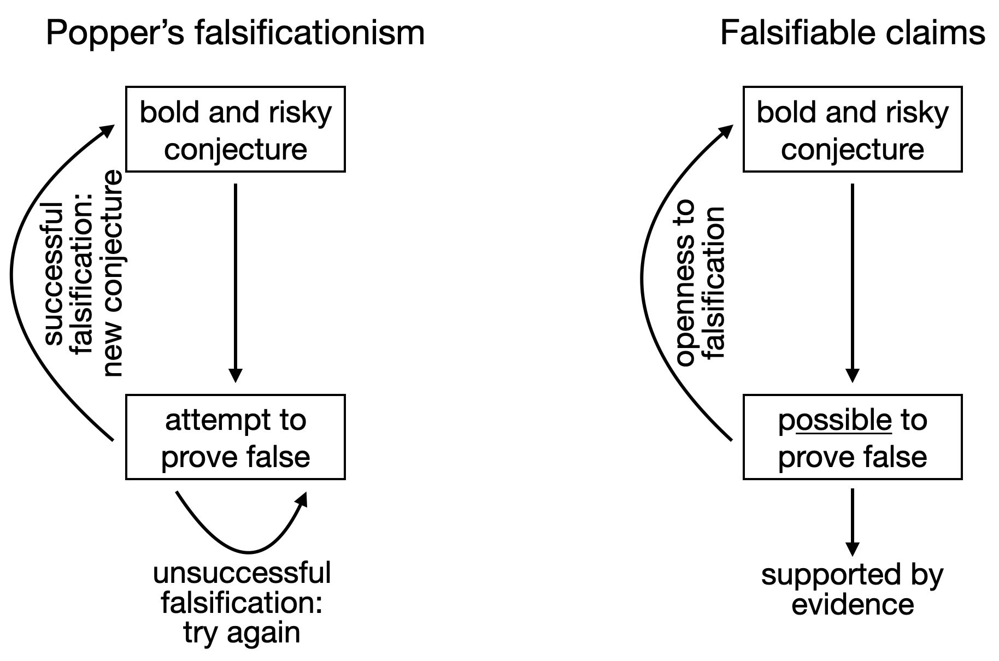 Popper’s falsificationism
bold and risky
conjecture
successful
falsification:
new conjecture
attempt to
prove false
unsuccessful
falsification:
try again
Falsifiable claims
bold and risky
conjecture
openness to
falsification
possible to
prove false
supported by
evidence